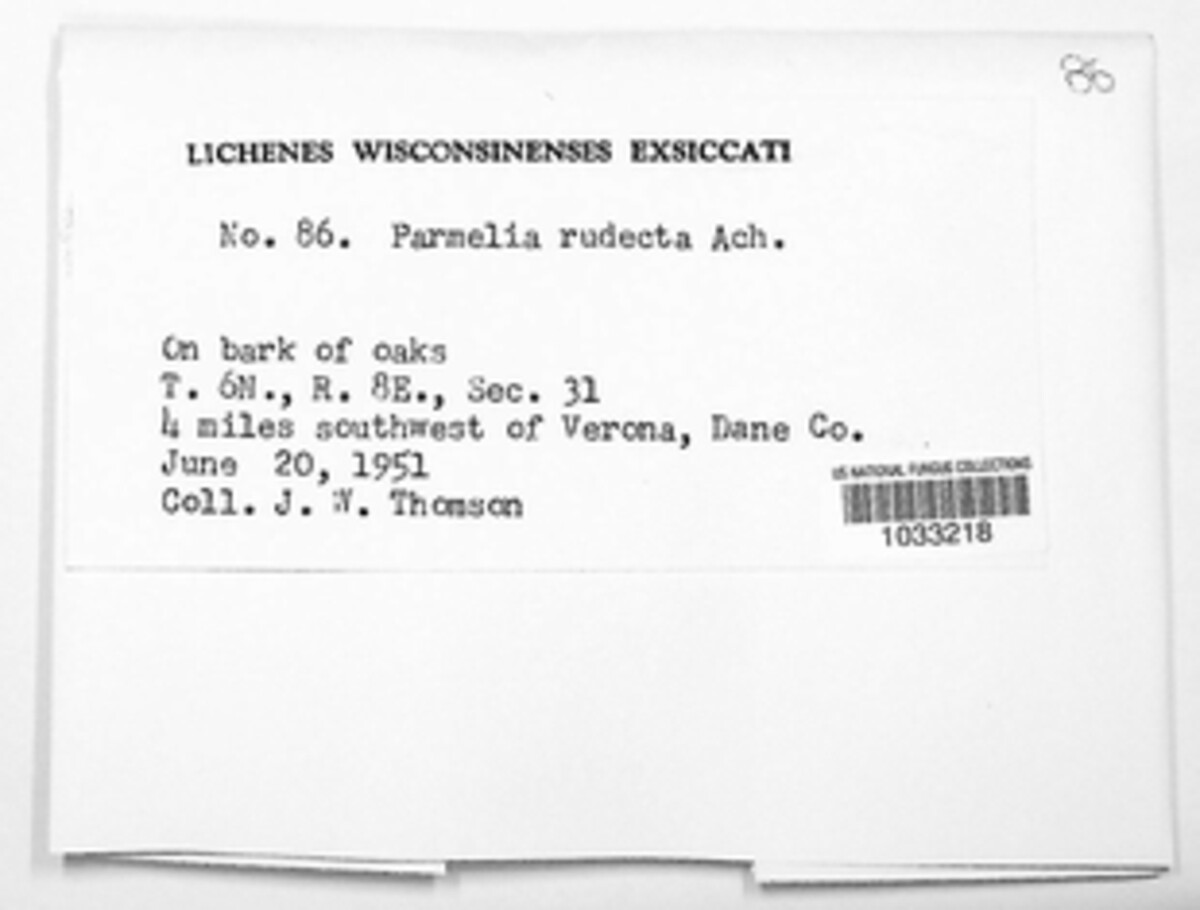 86
LICHENES WISCONSINENSES EXSICCATI
No. 86. Parmelia rudecta Ach.
On bark of oaks
T. 6N., R. 8E., Sec. 31
4 miles southwest of Verona, Dane Co.
June 20, 1951
Coll. J. W. Thomson
US NATIONAL FUNGUS COLLECTIONS
1033218